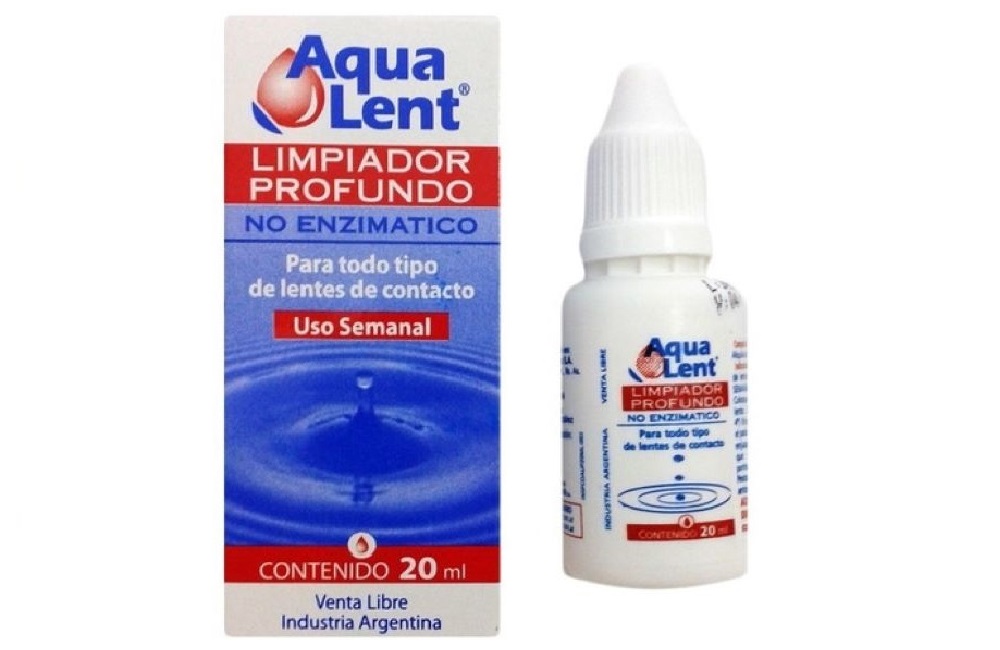 Aqua
Lent®
LIMPIADOR
PROFUNDO
NO ENZIMATICO
Para todo tipo
de lentes de contacto
Uso Semanal
CONTENIDO 20 ml
Venta Libre
Industria Argentina
Aqua
Lent
LIMPIADOR
PROFUNDO
NO ENZIMATICO
Para todo tipo
de lentes de contacto
CONTENIDO 20 ml
INDUSTRIA ARGENTINA
VENTA LIBRE